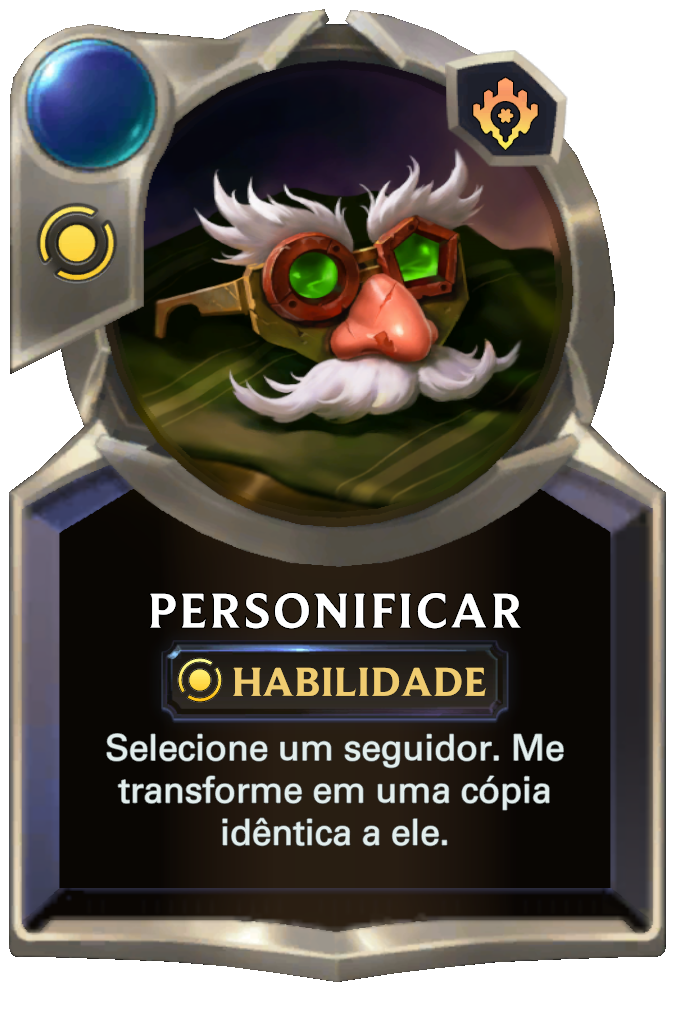 PERSONIFICAR
HABILIDADE
Selecione um seguidor. Me
transforme em uma cópia
idêntica a ele.